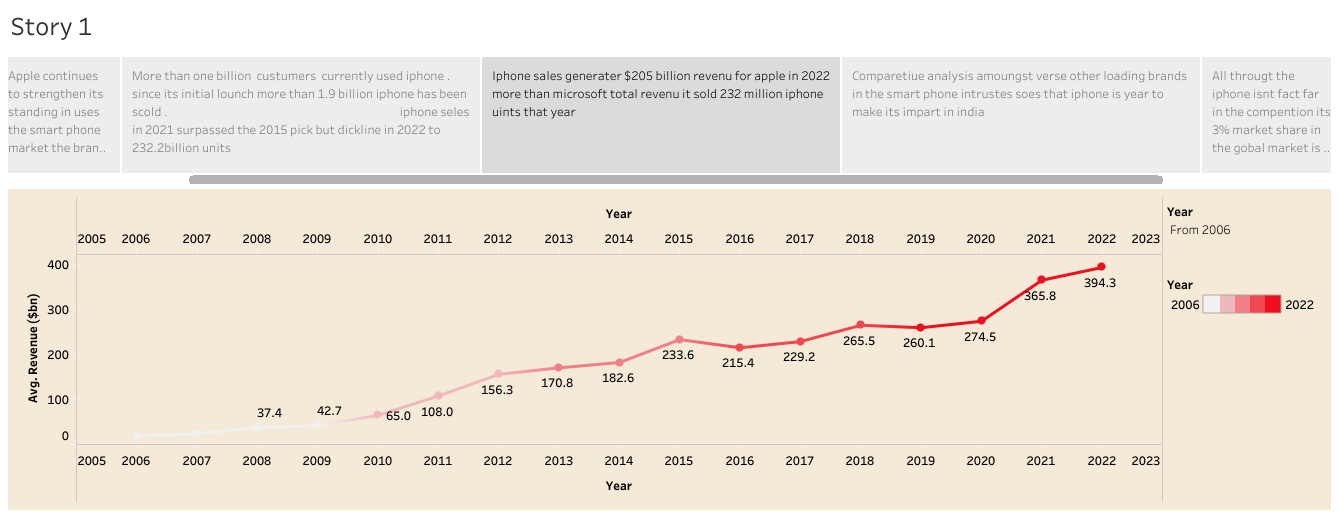 Story 1
Apple continues
to strengthen its
standing in uses
the smart phone
market the bran..
More than one billion custumers currently used iphone .
since its initial lounch more than 1.9 billion iphone has been
scold . iphone seles
in 2021 surpassed the 2015 pick but dickline in 2022 to
232.2billion units
Iphone sales generater $205 billion revenu for apple in 2022
more than microsoft total revenu it sold 232 million iphone
uints that year
Comparetiue analysis amoungst verse other loading brands
in the smart phone intrustes soes that iphone is year to
make its impart in india
All througt the
iphone isnt fact far
in the compention its
3% market share in
the gobal market is ..
Year
2005 2006 2007 2008 2009 2010 2011 2012 2013 2014 2015 2016 2017 2018 2019 2020 2021 2022 2023
Avg. Revenue ($bn)
400
300
200
100
0
37.4 42.7 65.0 108.0 156.3 170.8 182.6 233.6 215.4 229.2 265.5 260.1 274.5 365.8 394.3
2005 2006 2007 2008 2009 2010 2011 2012 2013 2014 2015 2016 2017 2018 2019 2020 2021 2022 2023
Year
Year
From 2006
Year
2006 2022